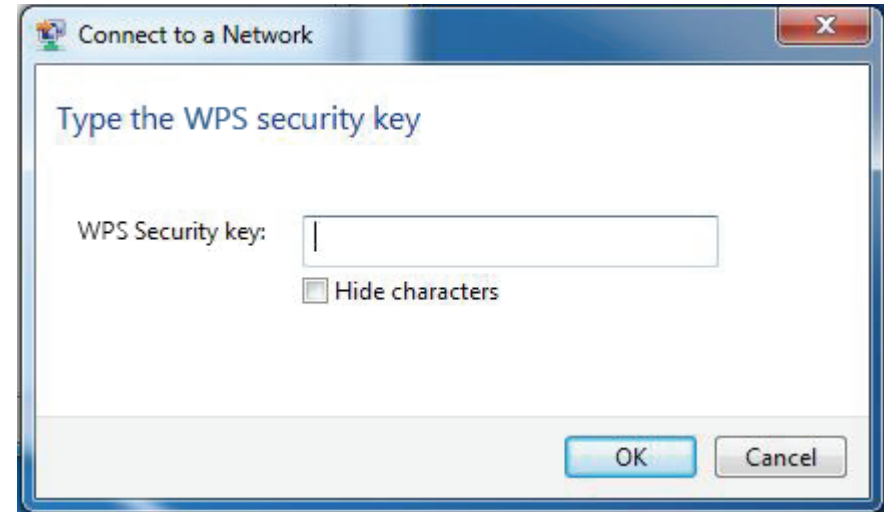 Connect to a Network
Type the WPS security key
WPS Security key:
Hide characters
OK Cancel